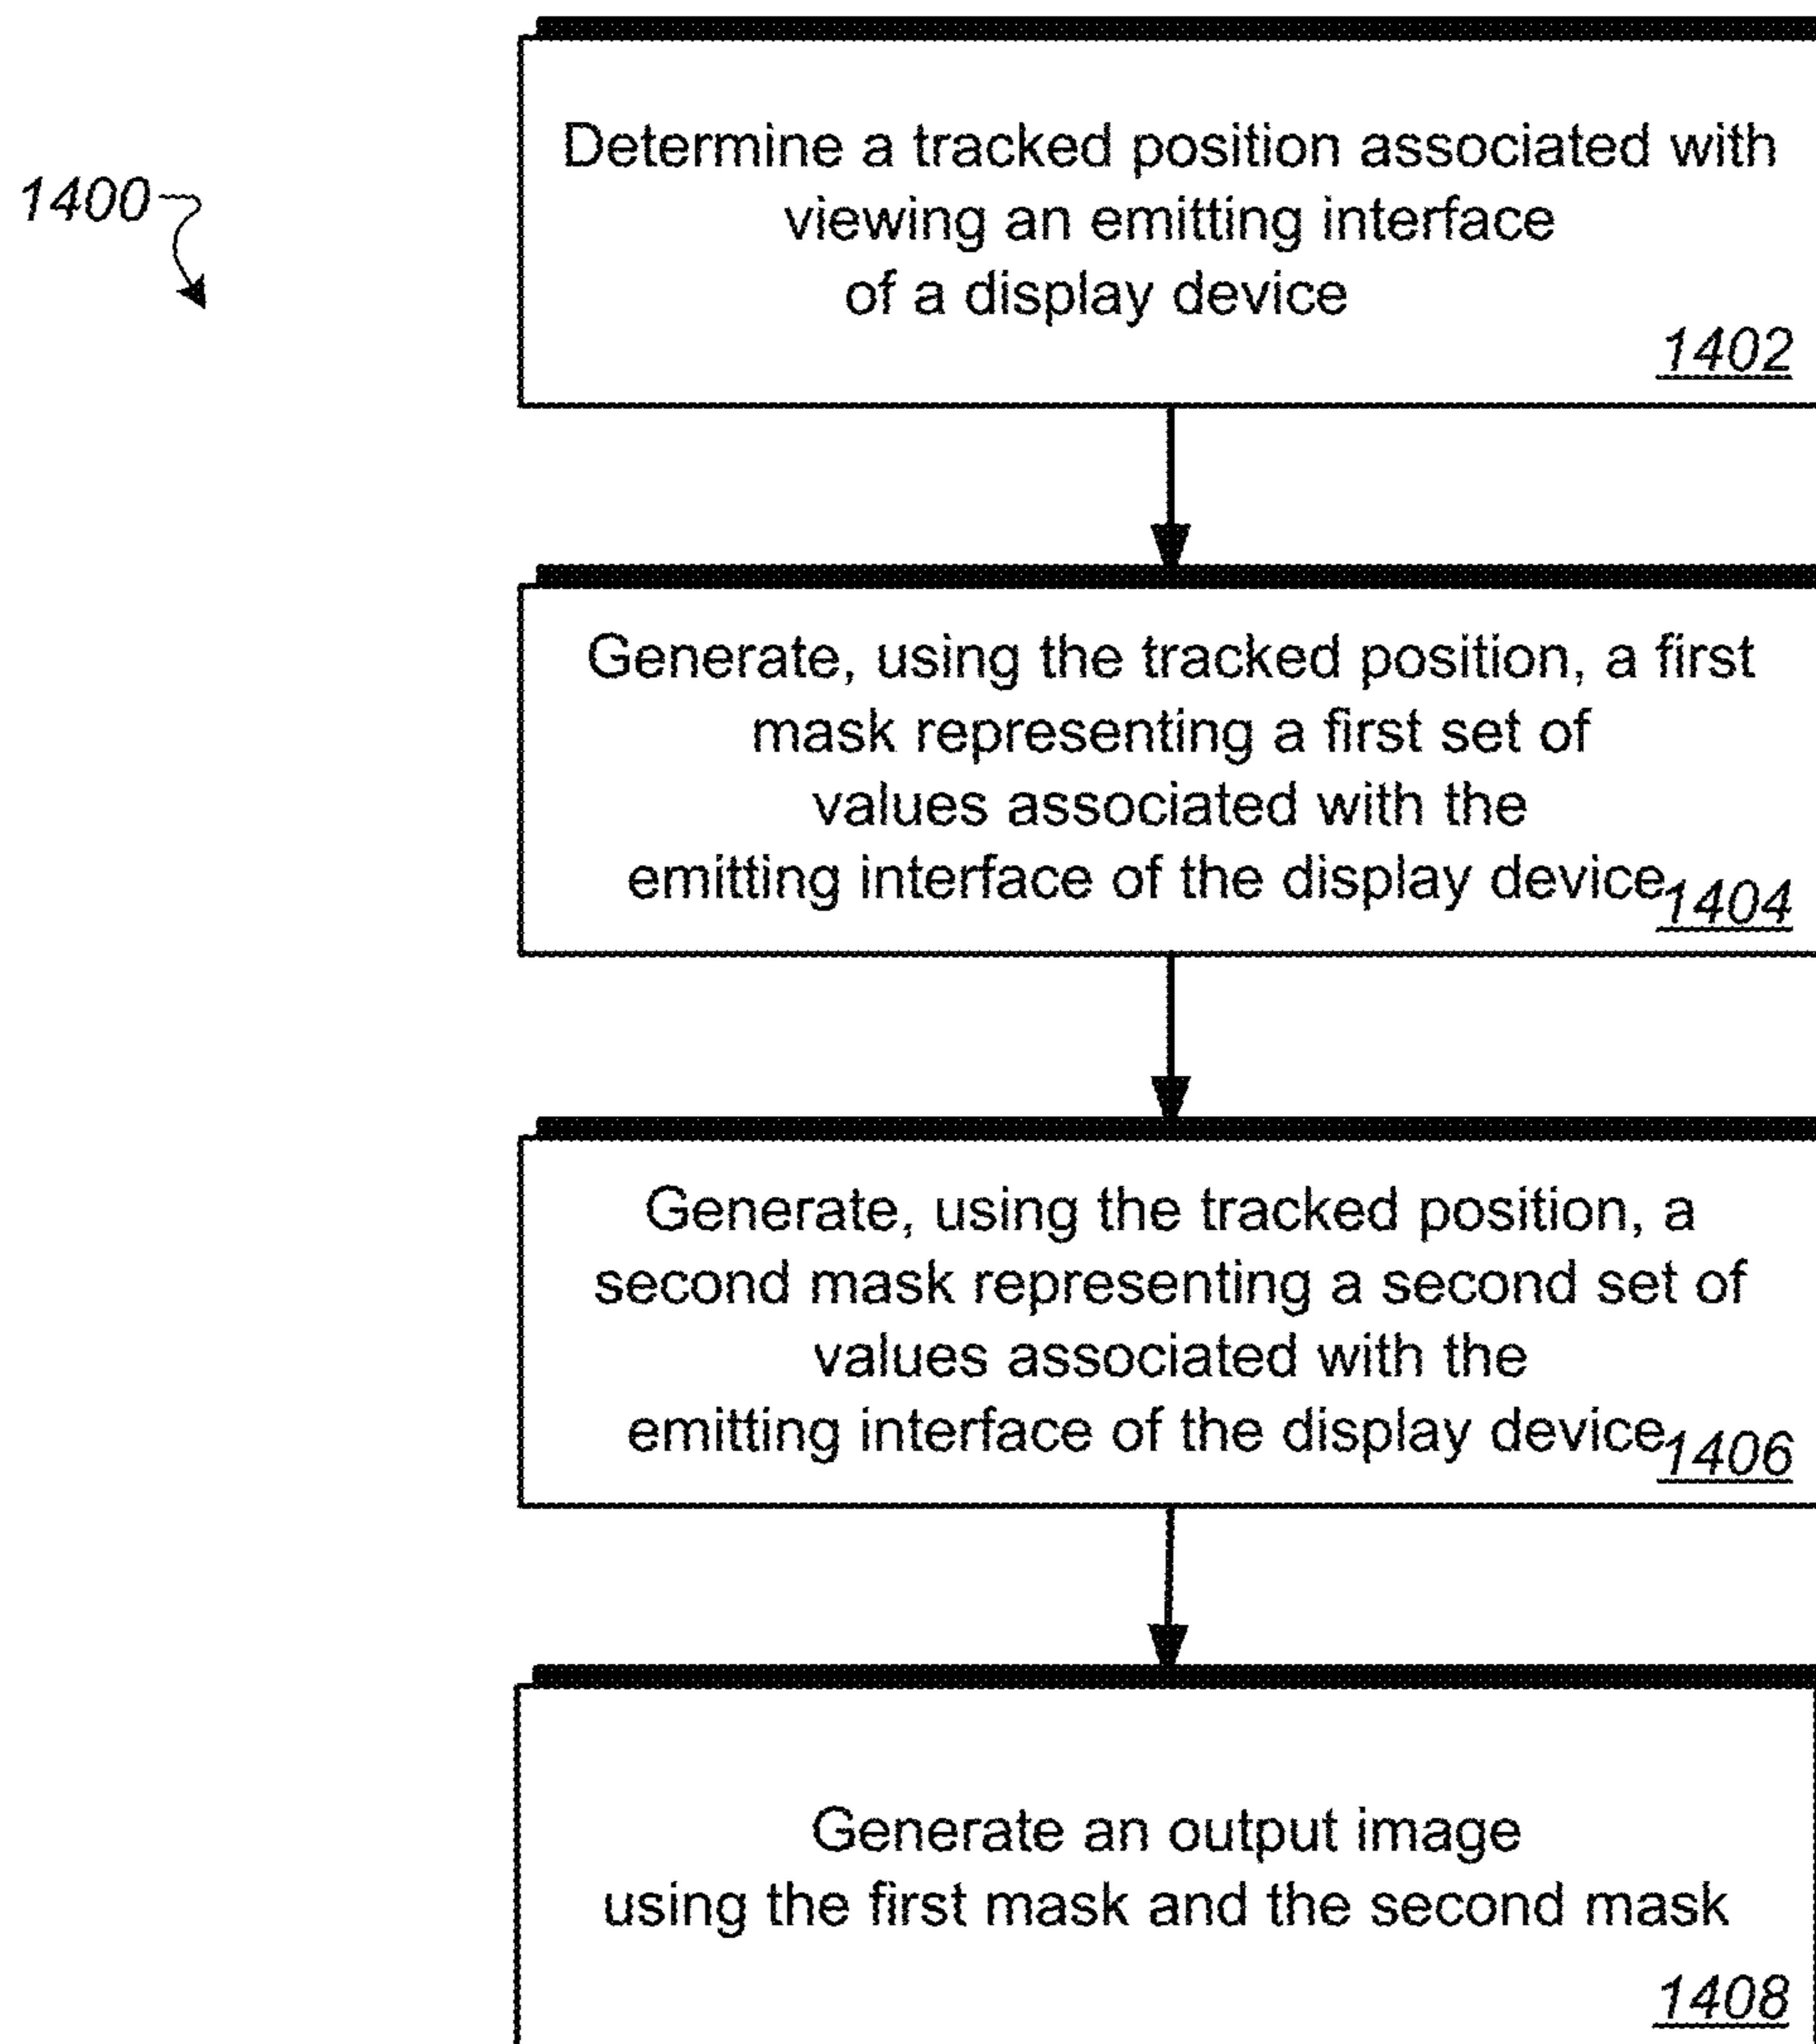 1400
Determine a tracked position associated with
viewing an emitting interface
of a display device
1402
Generate, using the tracked position, a first
mask representing a first set of
values associated with the
emitting interface of the display device
1404
Generate, using the tracked position, a
second mask representing a second set of
values associated with the
emitting interface of the display device
1406
Generate an output image
using the first mask and the second mask
1408